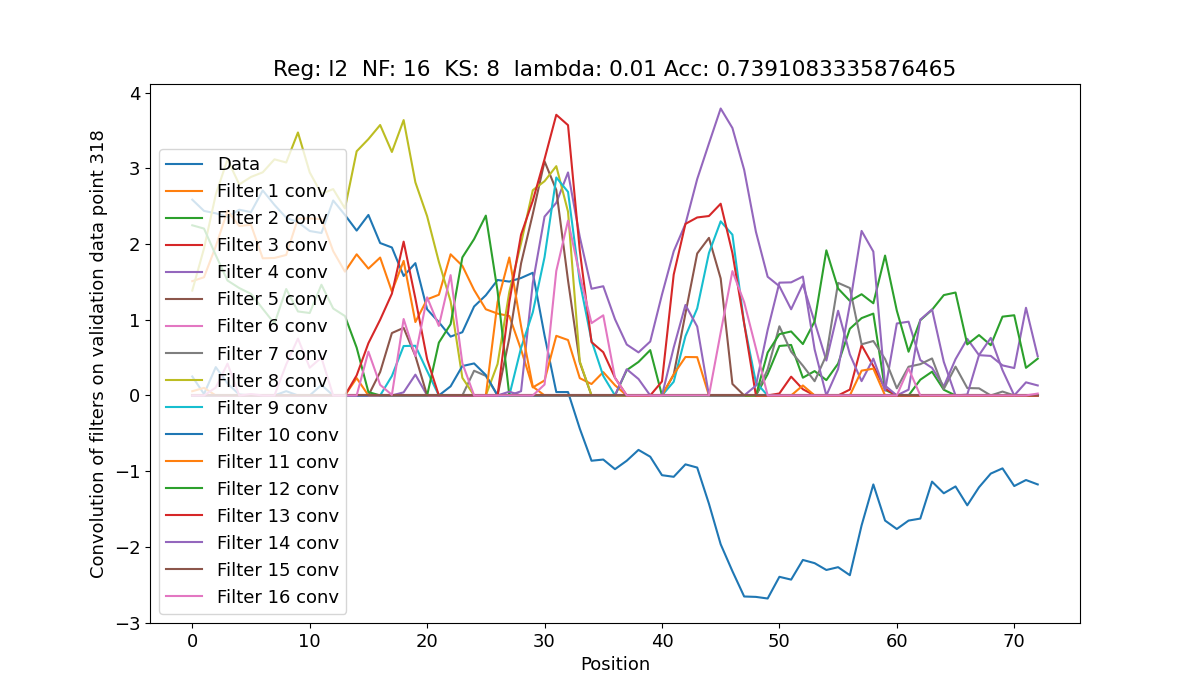 Reg: l2  NF: 16  KS: 8  lambda: 0.01 Acc: 0.7391083335876465
Convolution of filters on validation data point 318
4
3
2
1
0
−1
−2
−3
Data
Filter 1 conv
Filter 2 conv
Filter 3 conv
Filter 4 conv
Filter 5 conv
Filter 6 conv
Filter 7 conv
Filter 8 conv
Filter 9 conv
Filter 10 conv
Filter 11 conv
Filter 12 conv
Filter 13 conv
Filter 14 conv
Filter 15 conv
Filter 16 conv
0 10 20 30 40 50 60 70
Position